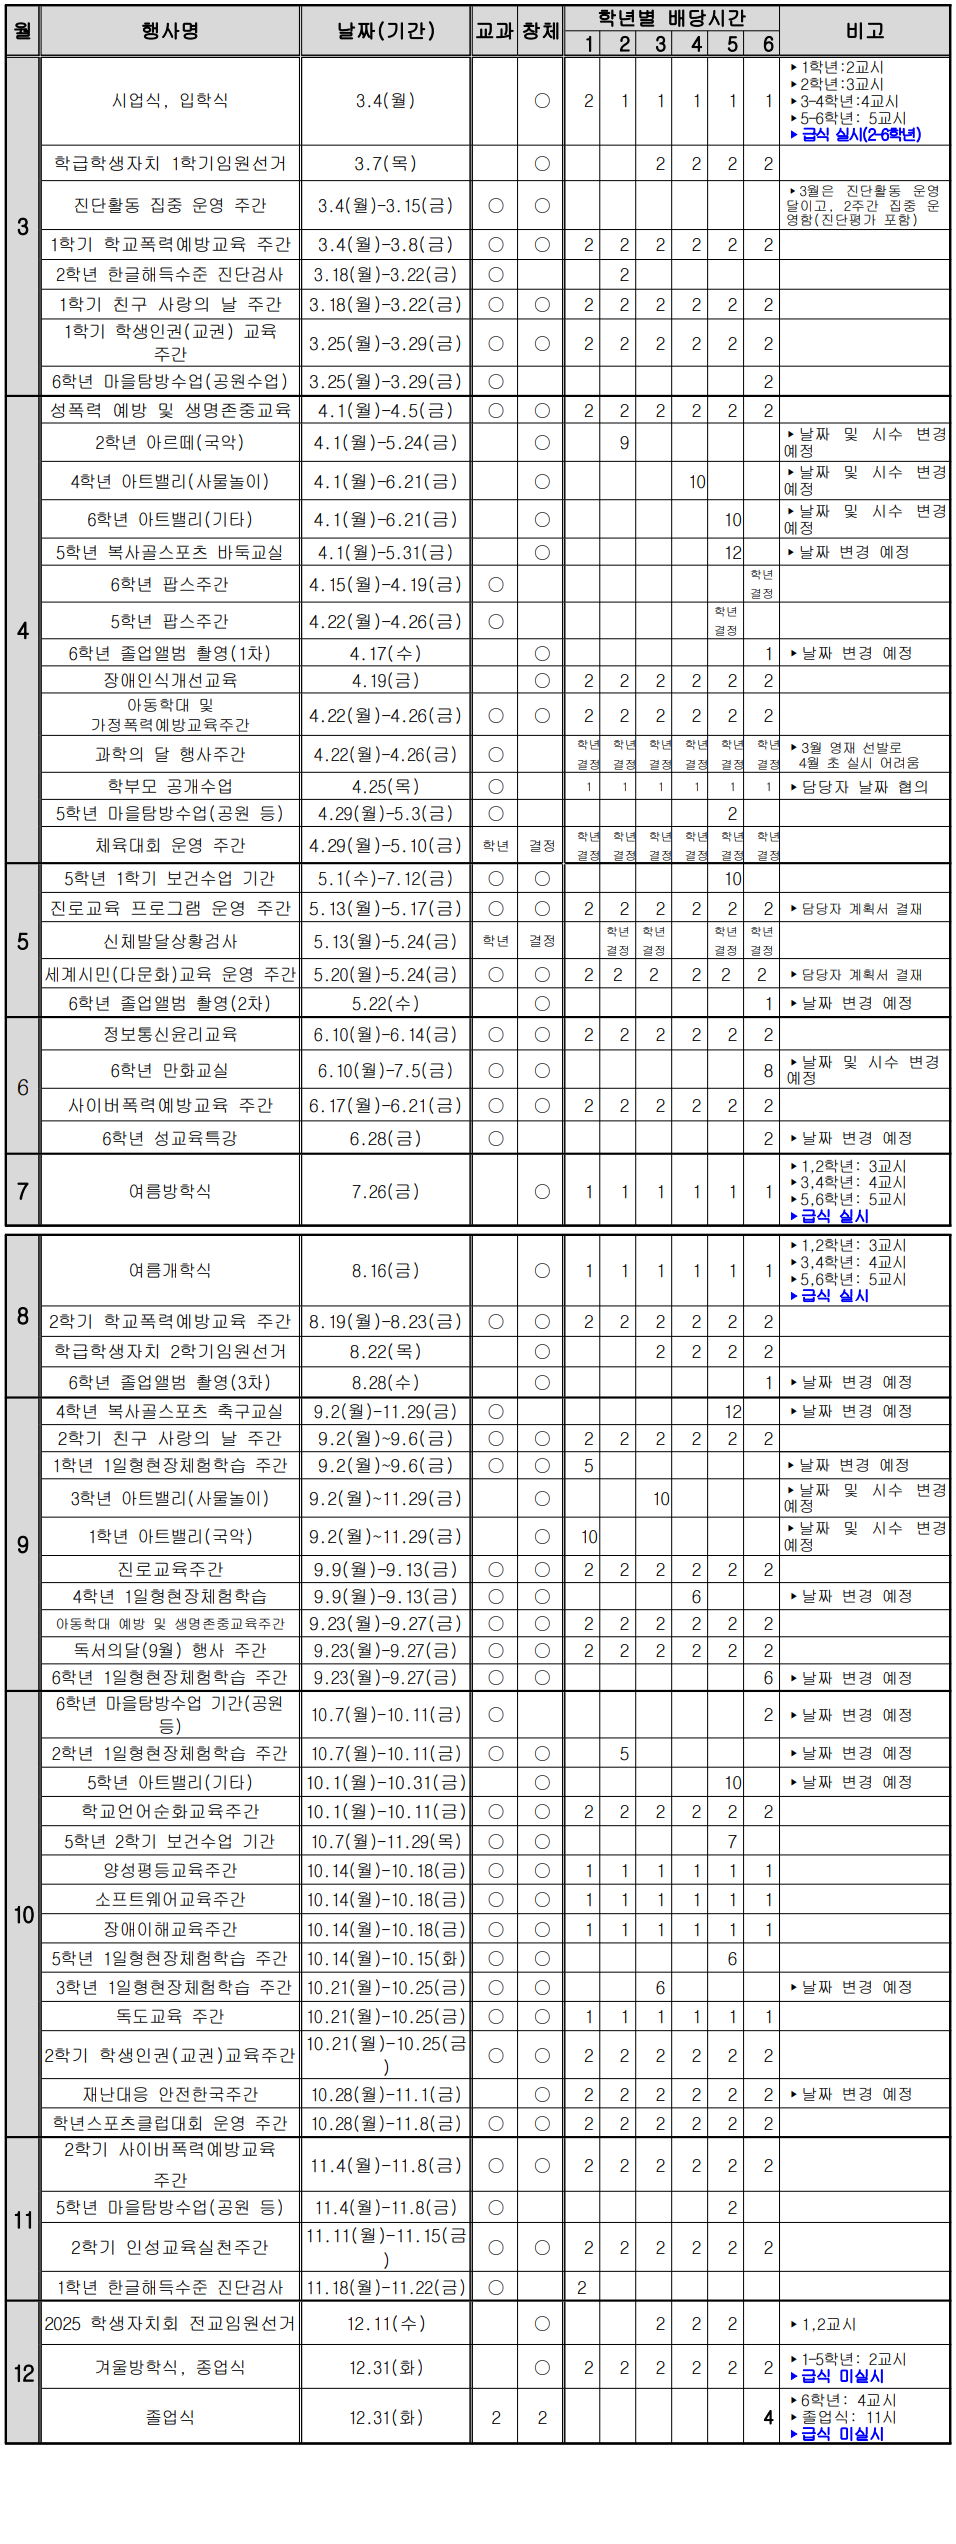 월 행사명 날짜(기간) 교과 창체 학년별 배당시간 비고
1 2 3 4 5 6
3
시업식, 입학식 3.4(월) ○ 2 1 1 1 1 1
▶1학년:2교시
▶2학년:3교시
▶3-4학년:4교시
▶5-6학년: 5교시
▶급식 실시(2-6학년)
학급학생자치 1학기임원선거 3.7(목) ○ 2 2 2 2
진단활동 집중 운영 주간 3.4(월)-3.15(금) ○ ○
▶3월은 진단활동 운영
달이고, 2주간 집중 운
영함(진단평가 포함)
1학기 학교폭력예방교육 주간 3.4(월)-3.8(금) ○ ○ 2 2 2 2 2 2
2학년 한글해득수준 진단검사 3.18(월)-3.22(금) ○ 2
1학기 친구 사랑의 날 주간 3.18(월)-3.22(금) ○ ○ 2 2 2 2 2 2
1학기 학생인권(교권) 교육
주간 3.25(월)-3.29(금) ○ ○ 2 2 2 2 2 2
6학년 마을탐방수업(공원수업) 3.25(월)-3.29(금) ○ 2
4
성폭력 예방 및 생명존중교육 4.1(월)-4.5(금) ○ ○ 2 2 2 2 2 2
2학년 아르떼(국악) 4.1(월)-5.24(금) ○ 9 ▶날짜 및 시수 변경
예정
4학년 아트밸리(사물놀이) 4.1(월)-6.21(금) ○ 10 ▶날짜 및 시수 변경
예정
6학년 아트밸리(기타) 4.1(월)-6.21(금) ○ 10 ▶날짜 및 시수 변경
예정
5학년 복사골스포츠 바둑교실 4.1(월)-5.31(금) ○ 12 ▶날짜 변경 예정
6학년 팝스주간 4.15(월)-4.19(금) ○ 학년
결정
5학년 팝스주간 4.22(월)-4.26(금) ○ 학년
결정
6학년 졸업앨범 촬영(1차) 4.17(수) ○ 1 ▶날짜 변경 예정
장애인식개선교육 4.19(금) ○ 2 2 2 2 2 2
아동학대 및
가정폭력예방교육주간 4.22(월)-4.26(금) ○ ○ 2 2 2 2 2 2
과학의 달 행사주간 4.22(월)-4.26(금) ○ 학년 학년 학년 학년 학년 학년
결정 결정 결정 결정 결정 결정
▶3월 영재 선발로
4월 초 실시 어려움
학부모 공개수업 4.25(목) ○ 1 1 1 1 1 1 ▶담당자 날짜 협의
5학년 마을탐방수업(공원 등) 4.29(월)-5.3(금) ○ 2
체육대회 운영 주간 4.29(월)-5.10(금) 학년 결정 학년 학년 학년 학년 학년 학년
결정 결정 결정 결정 결정 결정
5
5학년 1학기 보건수업 기간 5.1(수)-7.12(금) ○ ○ 10
진로교육 프로그램 운영 주간 5.13(월)-5.17(금) ○ ○ 2 2 2 2 2 2 ▶담당자 계획서 결재
신체발달상황검사 5.13(월)-5.24(금) 학년 결정 학년 학년 학년 학년
결정 결정 결정 결정
세계시민(다문화)교육 운영 주간 5.20(월)-5.24(금) ○ ○ 2 2 2 2 2 2 ▶담당자 계획서 결재
6학년 졸업앨범 촬영(2차) 5.22(수) ○ 1 ▶날짜 변경 예정
6
정보통신윤리교육 6.10(월)-6.14(금) ○ ○ 2 2 2 2 2 2
6학년 만화교실 6.10(월)-7.5(금) ○ ○ 8 ▶날짜 및 시수 변경
예정
사이버폭력예방교육 주간 6.17(월)-6.21(금) ○ ○ 2 2 2 2 2 2
6학년 성교육특강 6.28(금) ○ 2 ▶날짜 변경 예정
7
여름방학식 7.26(금) ○ 1 1 1 1 1 1
▶1,2학년: 3교시
▶3,4학년: 4교시
▶5,6학년: 5교시
▶급식 실시
8
여름개학식 8.16(금) ○ 1 1 1 1 1 1
▶1,2학년: 3교시
▶3,4학년: 4교시
▶5,6학년: 5교시
▶급식 실시
2학기 학교폭력예방교육 주간 8.19(월)-8.23(금) ○ ○ 2 2 2 2 2 2
학급학생자치 2학기임원선거 8.22(목) ○ 2 2 2 2
6학년 졸업앨범 촬영(3차) 8.28(수) ○ 1 ▶날짜 변경 예정
9
4학년 복사골스포츠 축구교실 9.2(월)-11.29(금) ○ 12 ▶날짜 변경 예정
2학기 친구 사랑의 날 주간 9.2(월)~9.6(금) ○ ○ 2 2 2 2 2 2
1학년 1일형현장체험학습 주간 9.2(월)~9.6(금) ○ ○ 5 ▶날짜 변경 예정
3학년 아트밸리(사물놀이) 9.2(월)~11.29(금) ○ 10 ▶날짜 및 시수 변경
예정
1학년 아트밸리(국악) 9.2(월)~11.29(금) ○ 10 ▶날짜 및 시수 변경
예정
진로교육주간 9.9(월)-9.13(금) ○ ○ 2 2 2 2 2 2
4학년 1일형현장체험학습 9.9(월)-9.13(금) ○ ○ 6 ▶날짜 변경 예정
아동학대 예방 및 생명존중교육주간 9.23(월)-9.27(금) ○ ○ 2 2 2 2 2 2
독서의달(9월) 행사 주간 9.23(월)-9.27(금) ○ ○ 2 2 2 2 2 2
6학년 1일형현장체험학습 주간 9.23(월)-9.27(금) ○ ○ 6 ▶날짜 변경 예정
10
6학년 마을탐방수업 기간(공원
등) 10.7(월)-10.11(금) ○ 2 ▶날짜 변경 예정
2학년 1일형현장체험학습 주간 10.7(월)-10.11(금) ○ ○ 5 ▶날짜 변경 예정
5학년 아트밸리(기타) 10.1(월)-10.31(금) ○ 10 ▶날짜 변경 예정
학교언어순화교육주간 10.1(월)-10.11(금) ○ ○ 2 2 2 2 2 2
5학년 2학기 보건수업 기간 10.7(월)-11.29(목) ○ ○ 7
양성평등교육주간 10.14(월)-10.18(금) ○ ○ 1 1 1 1 1 1
소프트웨어교육주간 10.14(월)-10.18(금) ○ ○ 1 1 1 1 1 1
장애이해교육주간 10.14(월)-10.18(금) ○ ○ 1 1 1 1 1 1
5학년 1일형현장체험학습 주간 10.14(월)-10.15(화) ○ ○ 6
3학년 1일형현장체험학습 주간 10.21(월)-10.25(금) ○ ○ 6 ▶날짜 변경 예정
독도교육 주간 10.21(월)-10.25(금) ○ ○ 1 1 1 1 1 1
2학기 학생인권(교권)교육주간 10.21(월)-10.25(금
) ○ ○ 2 2 2 2 2 2
재난대응 안전한국주간 10.28(월)-11.1(금) ○ 2 2 2 2 2 2 ▶날짜 변경 예정
학년스포츠클럽대회 운영 주간 10.28(월)-11.8(금) ○ ○ 2 2 2 2 2 2
11
2학기 사이버폭력예방교육
주간 11.4(월)-11.8(금) ○ ○ 2 2 2 2 2 2
5학년 마을탐방수업(공원 등) 11.4(월)-11.8(금) ○ 2
2학기 인성교육실천주간 11.11(월)-11.15(금
) ○ ○ 2 2 2 2 2 2
1학년 한글해득수준 진단검사 11.18(월)-11.22(금) ○ 2
12
2025 학생자치회 전교임원선거 12.11(수) ○ 2 2 2 ▶1,2교시
겨울방학식, 종업식 12.31(화) ○ 2 2 2 2 2 2
▶1-5학년: 2교시
▶급식 미실시
졸업식 12.31(화) 2 2 4
▶6학년: 4교시
▶졸업식: 11시
▶급식 미실시